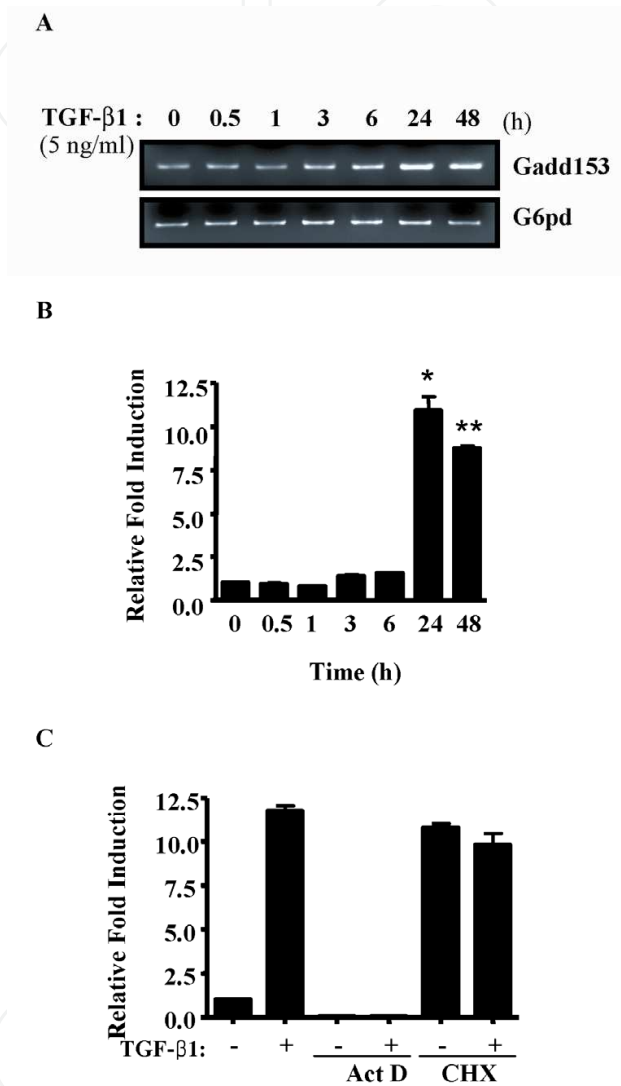 A
TGF-β1 : 0 0.5 1 3 6 24 48 (h)
(5 ng/ml)
Gadd153
G6pd
B
Relative Fold Induction
12.5
10.0
7.5
5.0
2.5
0.0
*
**
0 0.5 1 3 6 24 48
Time (h)
C
Relative Fold Induction
12.5
10.0
7.5
5.0
2.5
0.0
TGF-β1: - + - + - +
Act D CHX